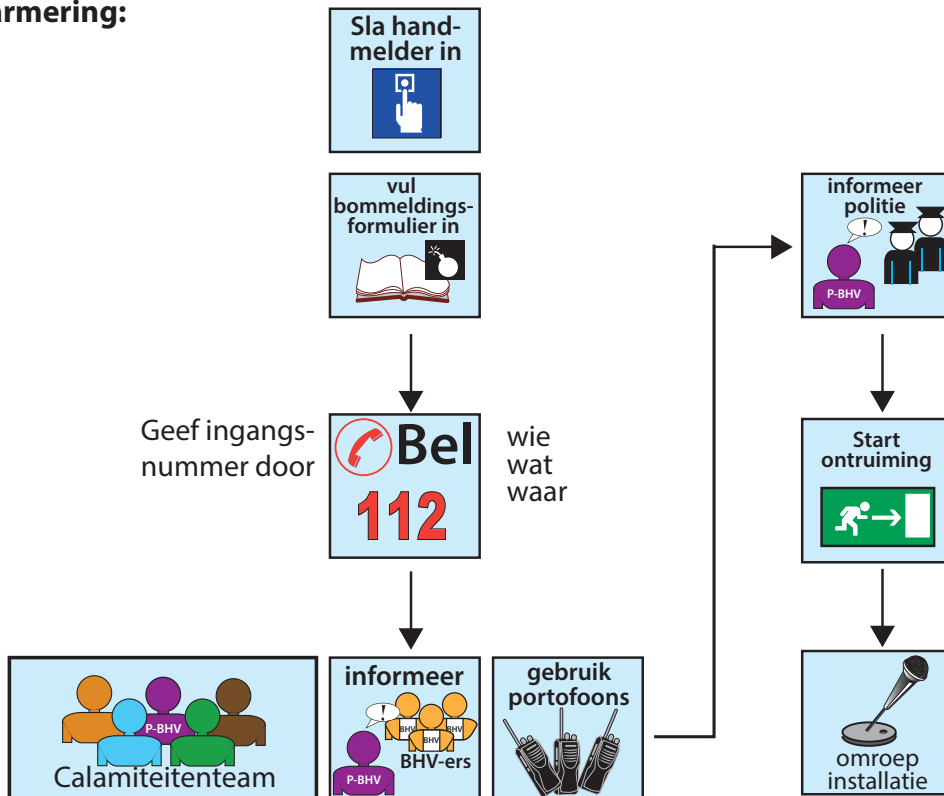 armering:
Sla hand-
melder in
vul
bommeldings-
formulier in
Geef ingangs-
nummer door
Bel
112
wie
wat
waar
P-BHV
Calamiteitenteam
informeer
BHV
BHV
BHV
!
BHV-ers
P-BHV
gebruik
portofoons
informeer
politie
!
P-BHV
Start
ontruiming
omroep
installatie